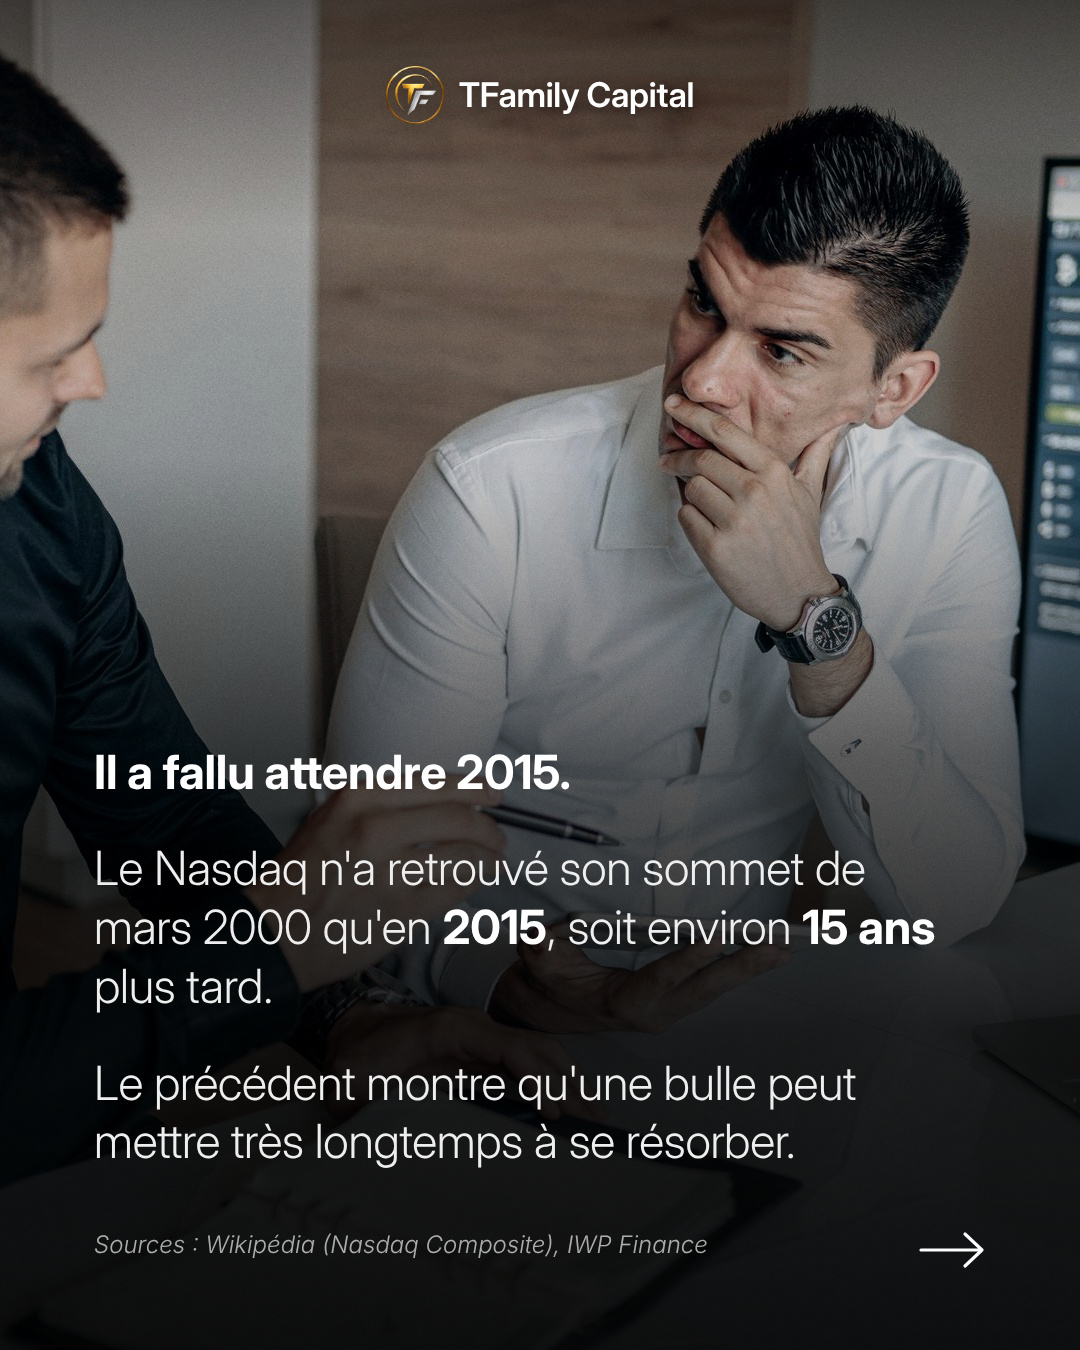 TFamily Capital
Il a fallu attendre 2015.
Le Nasdaq n'a retrouvé son sommet de
mars 2000 qu'en 2015, soit environ 15 ans
plus tard.
Le précédent montre qu'une bulle peut
mettre très longtemps à se résorber.
Sources : Wikipédia (Nasdaq Composite), IWP Finance